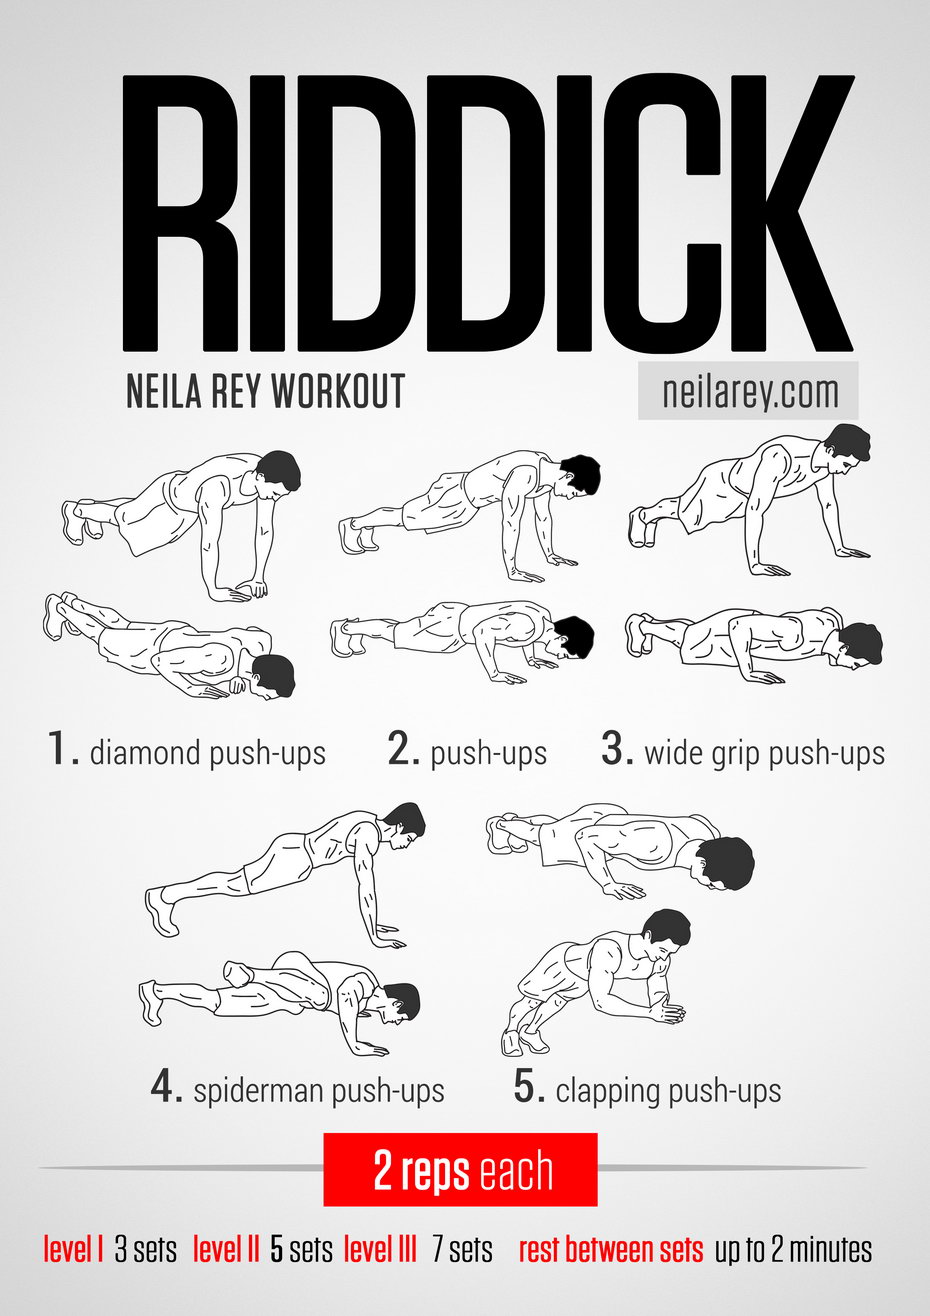 RIDDICK
NEILA REY WORKOUT
neilarey.com
1. diamond push-ups
2. push-ups
3. wide grip push-ups
4. spiderman push-ups
5. clapping push-ups
2 reps each
level I 3 sets level II 5 sets level III 7 sets rest between sets up to 2 minutes